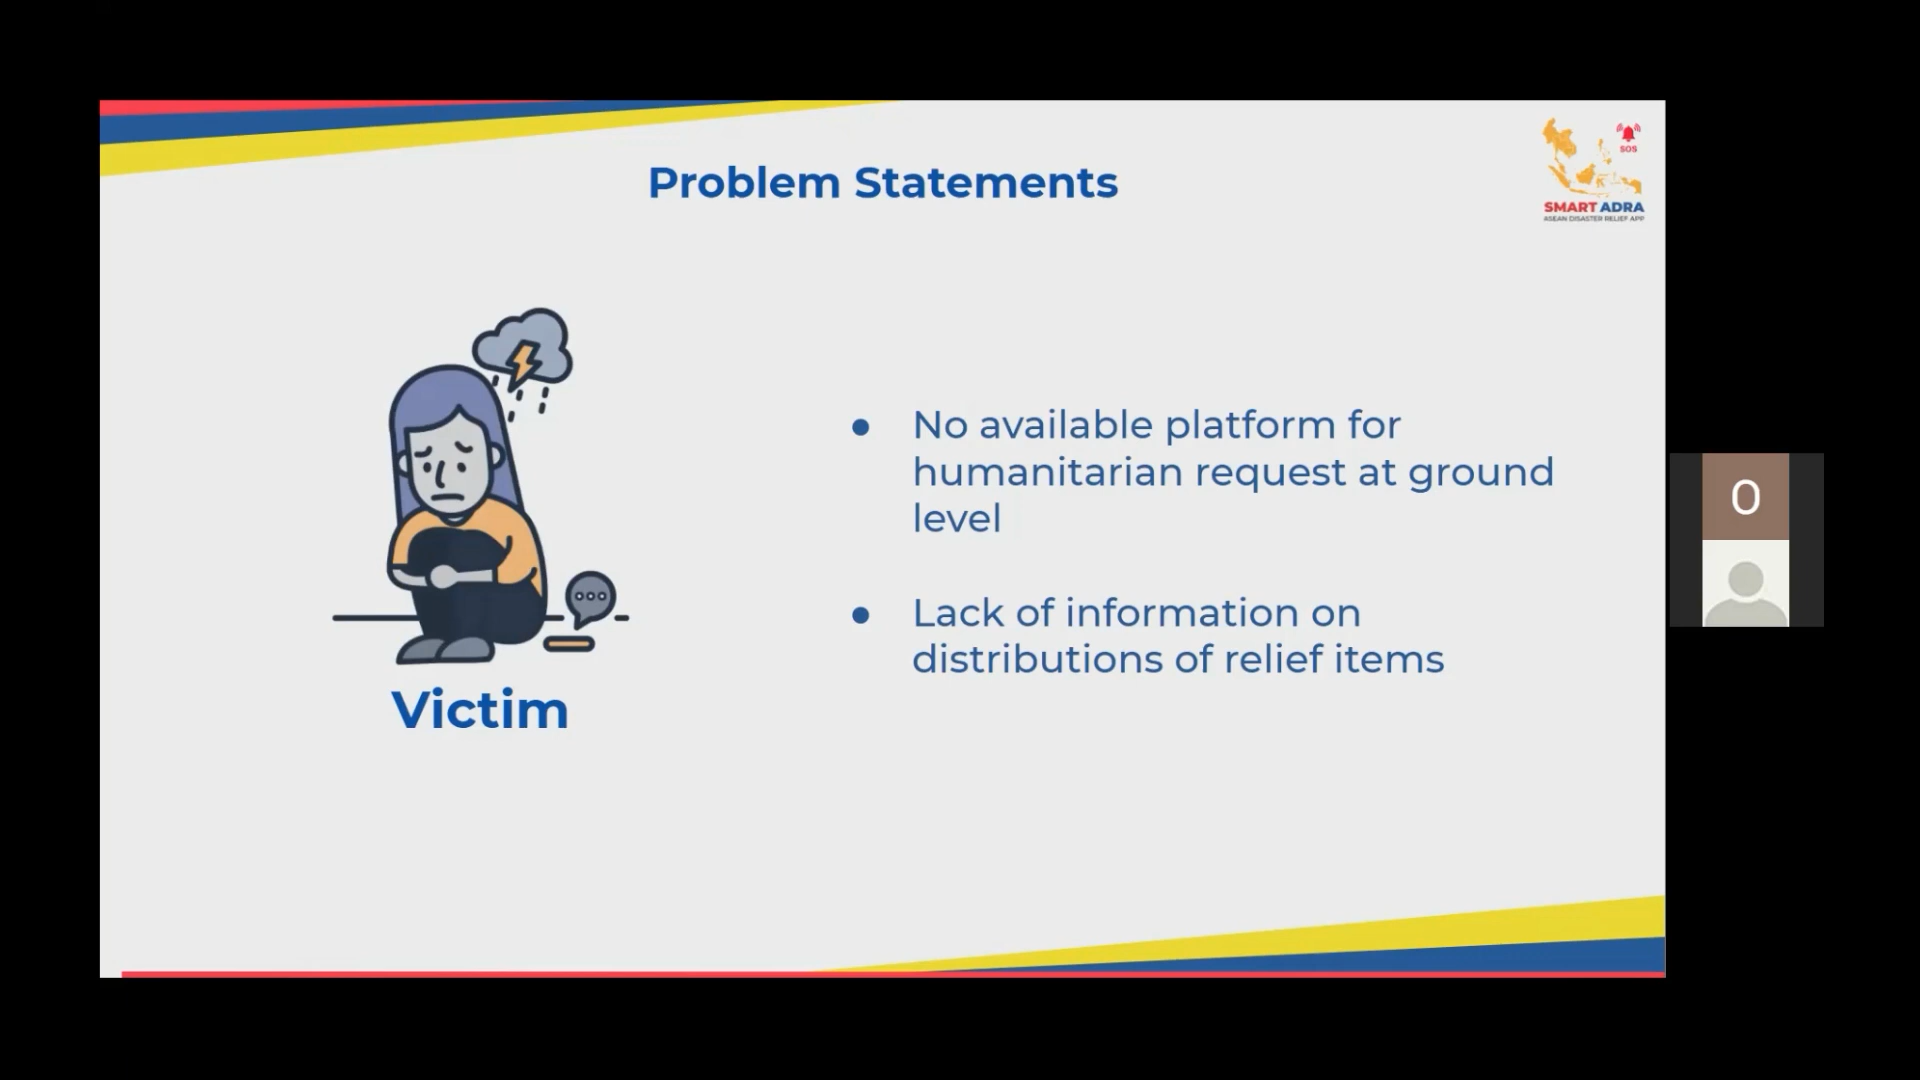 Problem Statements
SOS
SMART ADRA
ASEAN DISASTER RELIEF APP
● No available platform for
humanitarian request at ground
level
● Lack of information on
distributions of relief items
Victim
O